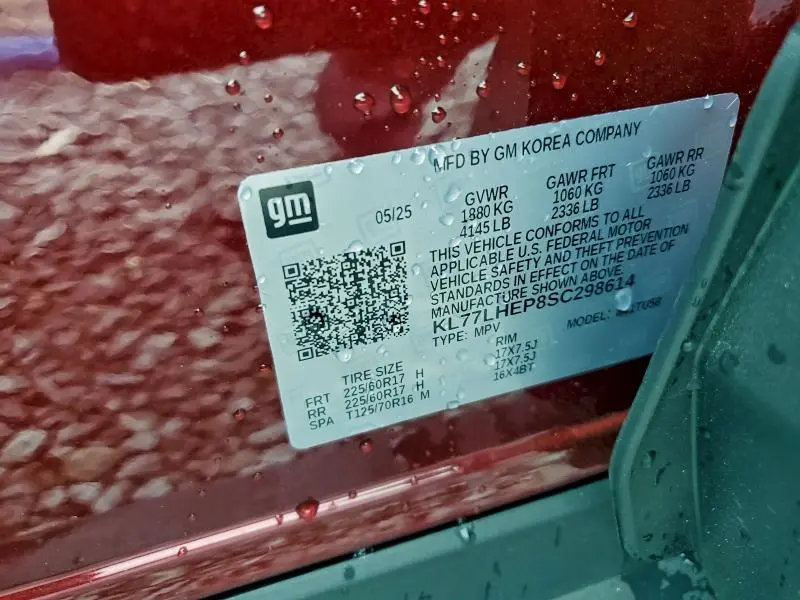 MFD BY GM KOREA COMPANY
gm
05/25
GVWR GAWR FRT GAWR RR
1880 KG 1060 KG 1060 KG
4145 LB 2336 LB 2336 LB
THIS VEHICLE CONFORMS TO ALL
APPLICABLE U.S. FEDERAL MOTOR
VEHICLE SAFETY AND THEFT PREVENTION
STANDARDS IN EFFECT ON THE DATE OF
MANUFACTURE SHOWN ABOVE.
KL77LHEP8SC298614
TYPE: MPV MODEL:
TIRE SIZE RIM
FRT 225/60R17 H 17X7.5J
RR 225/60R17 H 17X7.5J
SPA T125/70R16 M 16X4BT